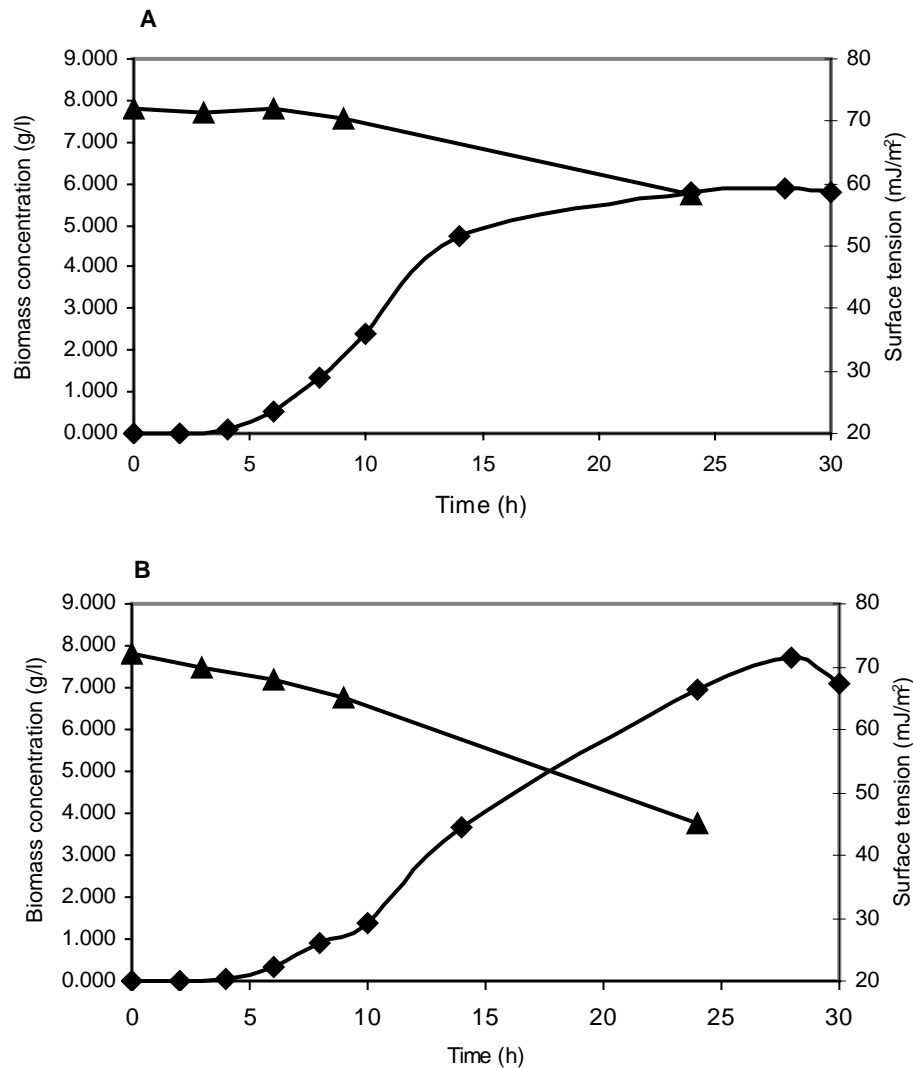 A
9.000 80
8.000
70
7.000
6.000 60
5.000 50
4.000
40
3.000
2.000 30
1.000
0.000 20
0 5 10 15 20 25 30
Biomass concentration (g/l)
Surface tension (mJ/m²)
Time (h)
B
9.000 80
8.000
70
7.000
6.000 60
5.000 50
4.000
40
3.000
2.000 30
1.000
0.000 20
0 5 10 15 20 25 30
Biomass concentration (g/l)
Surface tension (mJ/m²)
Time (h)